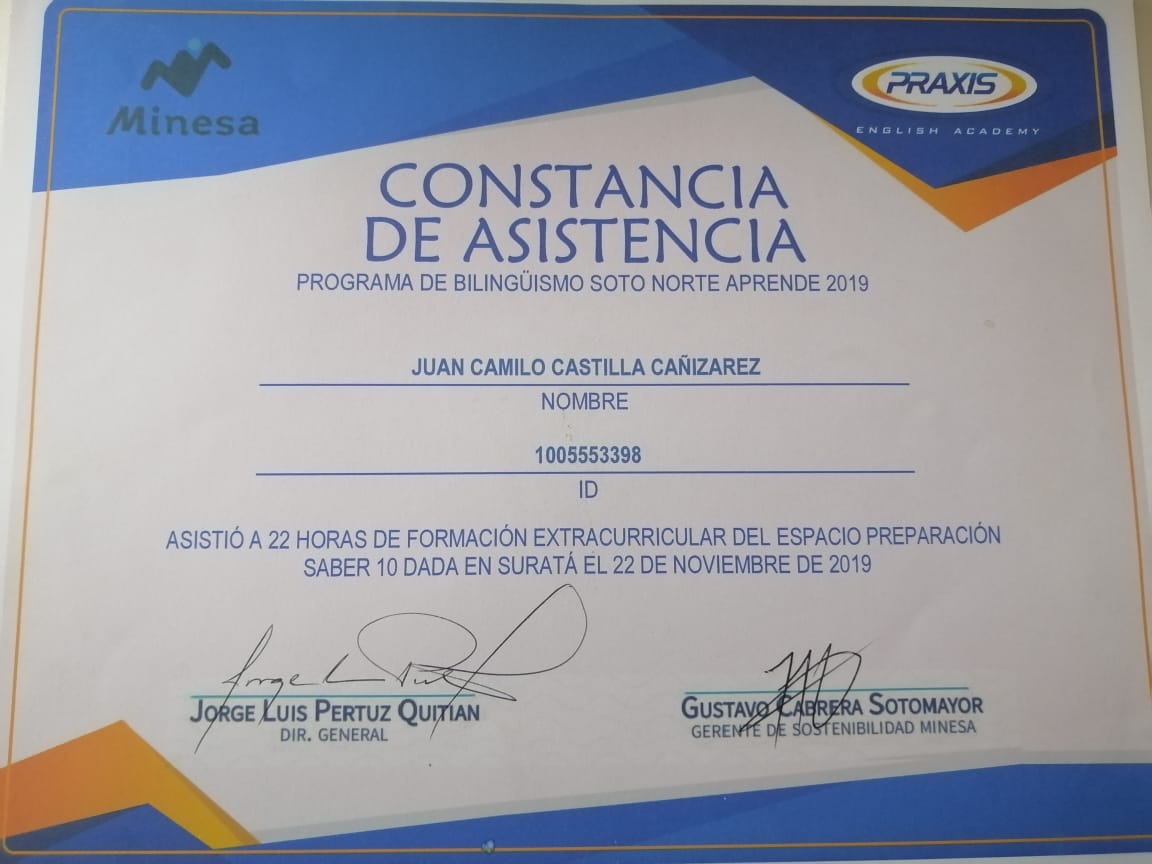 Minesa
PRAXIS
ENGLISH ACADEMY
CONSTANCIA
DE ASISTENCIA
PROGRAMA DE BILINGÜISMO SOTO NORTE APRENDE 2019
JUAN CAMILO CASTILLA CAÑIZAREZ
NOMBRE
1005553398
ID
ASISTIÓ A 22 HORAS DE FORMACIÓN EXTRACURRICULAR DEL ESPACIO PREPARACIÓN
SABER 10 DADA EN SURATÁ EL 22 DE NOVIEMBRE DE 2019
JORGE LUIS PERTUZ QUITIAN
DIR. GENERAL
GUSTAVO CABRERA SOTOMAYOR
GERENTE DE SOSTENIBILIDAD MINESA